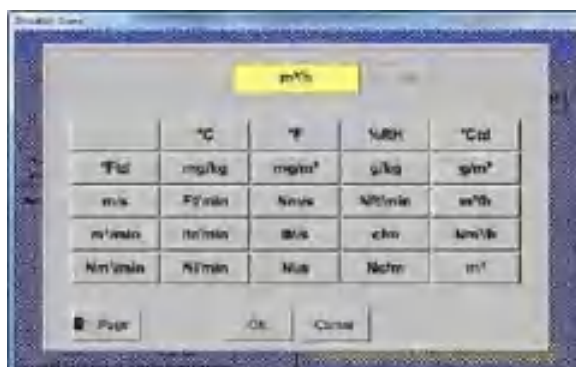 m³/h
°C °F %RH °Ctd
°Ftd mg/kg mg/m³ g/kg g/m³
m/s Ft/min Nm/s NFt/min m³/h
m³/min ltr/min ltr/s cfm Nm³/h
Nm³/min Nl/min Nl/s Ncfm m³
Page OK Cancel